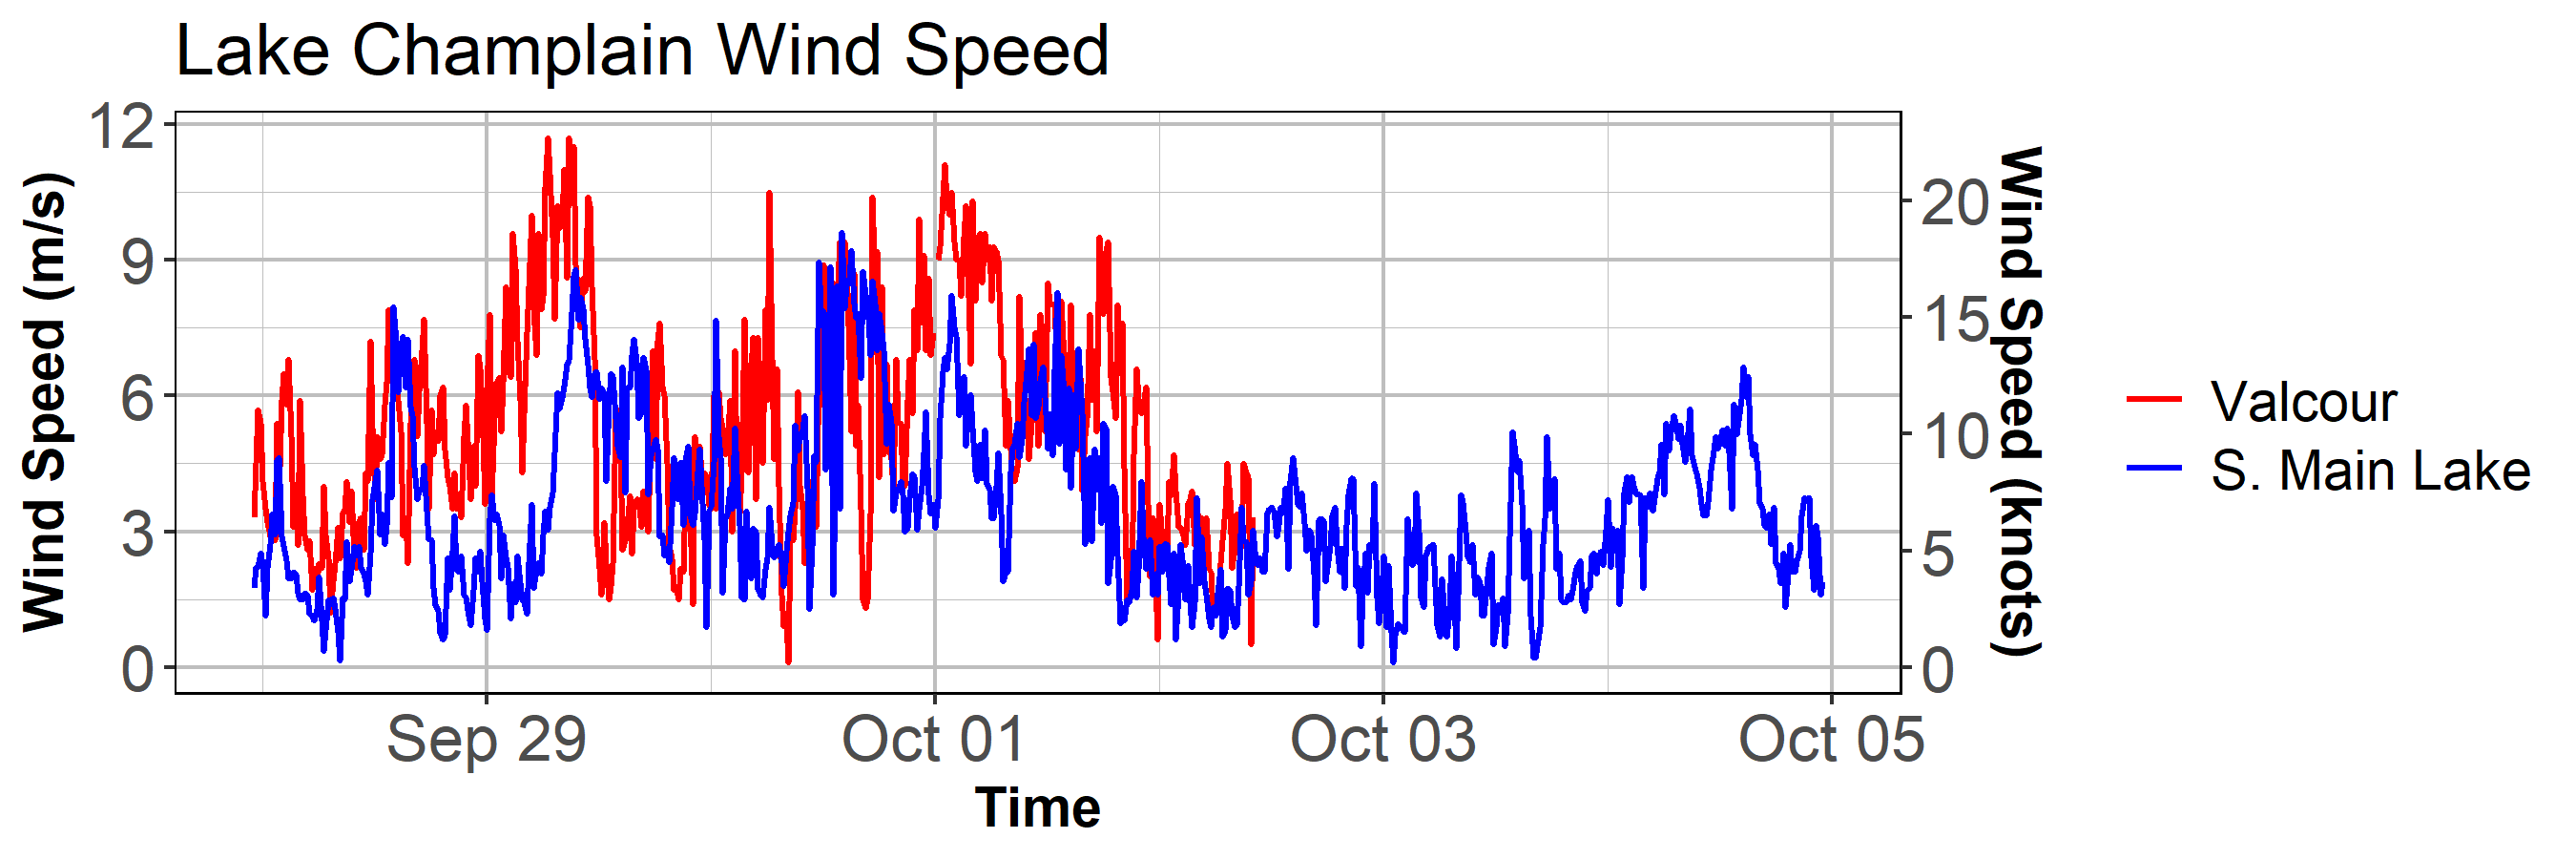 Lake Champlain Wind Speed
Wind Speed (m/s)
12
9
6
3
0
Wind Speed (knots)
20
15
10
5
0
Sep 29
Oct 01
Oct 03
Oct 05
Time
Valcour
S. Main Lake